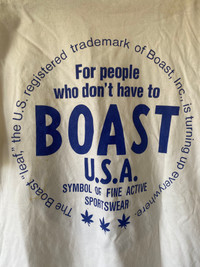 The Boast "leaf," the U.S. registered trademark of Boast, Inc., is turning up everywhere.
For people
who don't have to
BOAST
U.S.A.
SYMBOL OF FINE ACTIVE
SPORTSWEAR